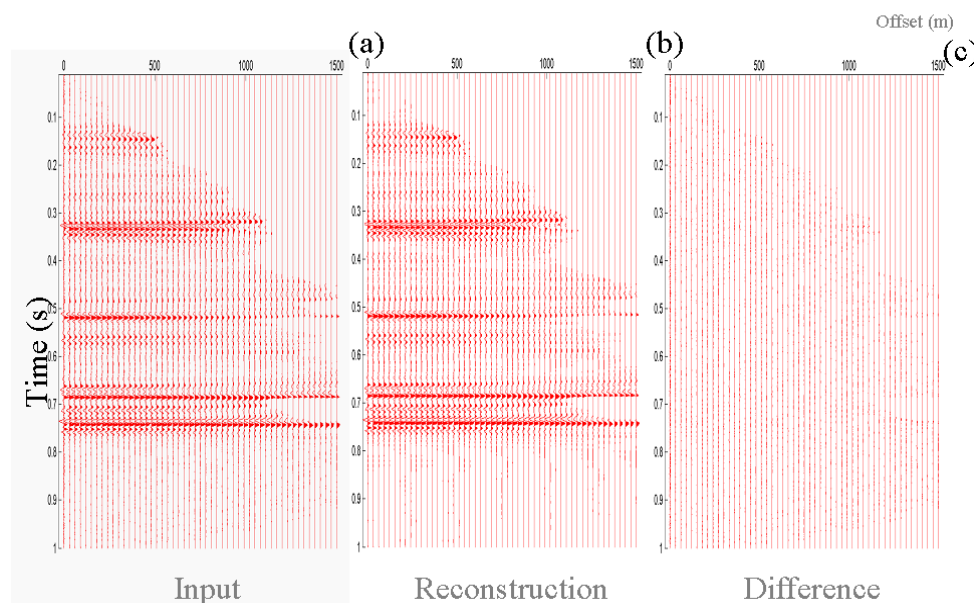 Offset (m)
(a) (b) (c)
0 500 1000 1500 0 500 1000 1500 0 500 1000 1500
0.1 0.1 0.1
0.2 0.2 0.2
0.3 0.3 0.3
0.4 0.4 0.4
0.5 0.5 0.5
0.6 0.6 0.6
0.7 0.7 0.7
0.8 0.8 0.8
0.9 0.9 0.9
1 1 1
Time (s)
Input Reconstruction Difference